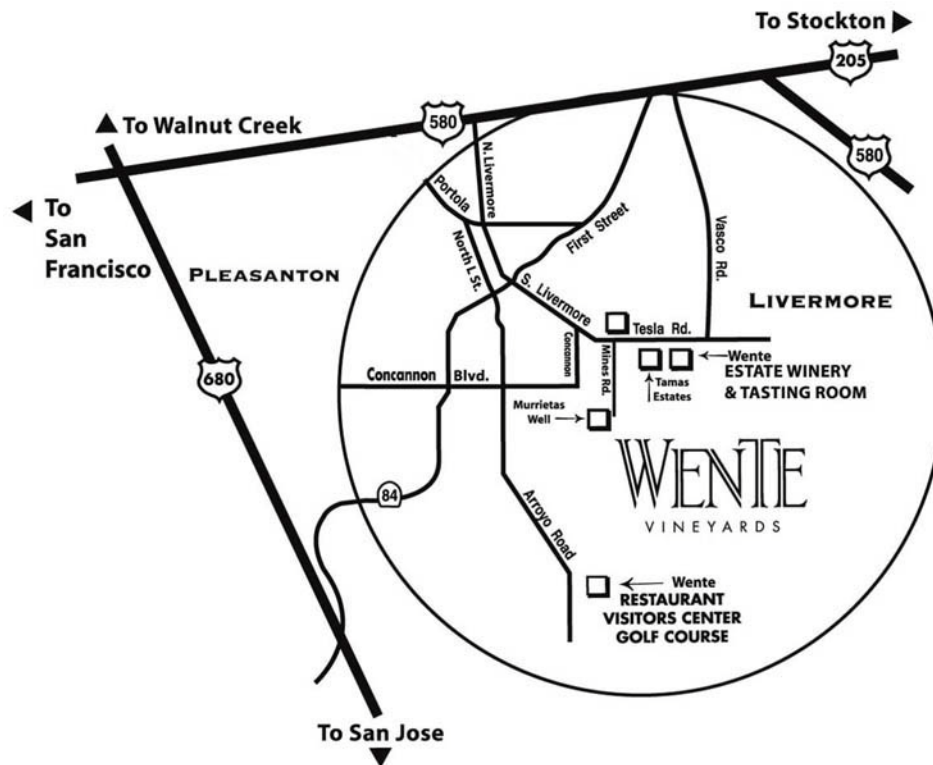 To Stockton
205
580
To Walnut Creek
580
To
San
Francisco
PLEASANTON
N. Livermore
Portola
North L St.
First Street
Vasco Rd.
LIVERMORE
S. Livermore
Tesla Rd.
680
Concannon Blvd.
Concannon
Mines Rd.
Tamas
Estates
Wente
ESTATE WINERY
& TASTING ROOM
Murrietas
Well
WENTE
VINEYARDS
84
Arroyo Road
Wente
RESTAURANT
VISITORS CENTER
GOLF COURSE
To San Jose